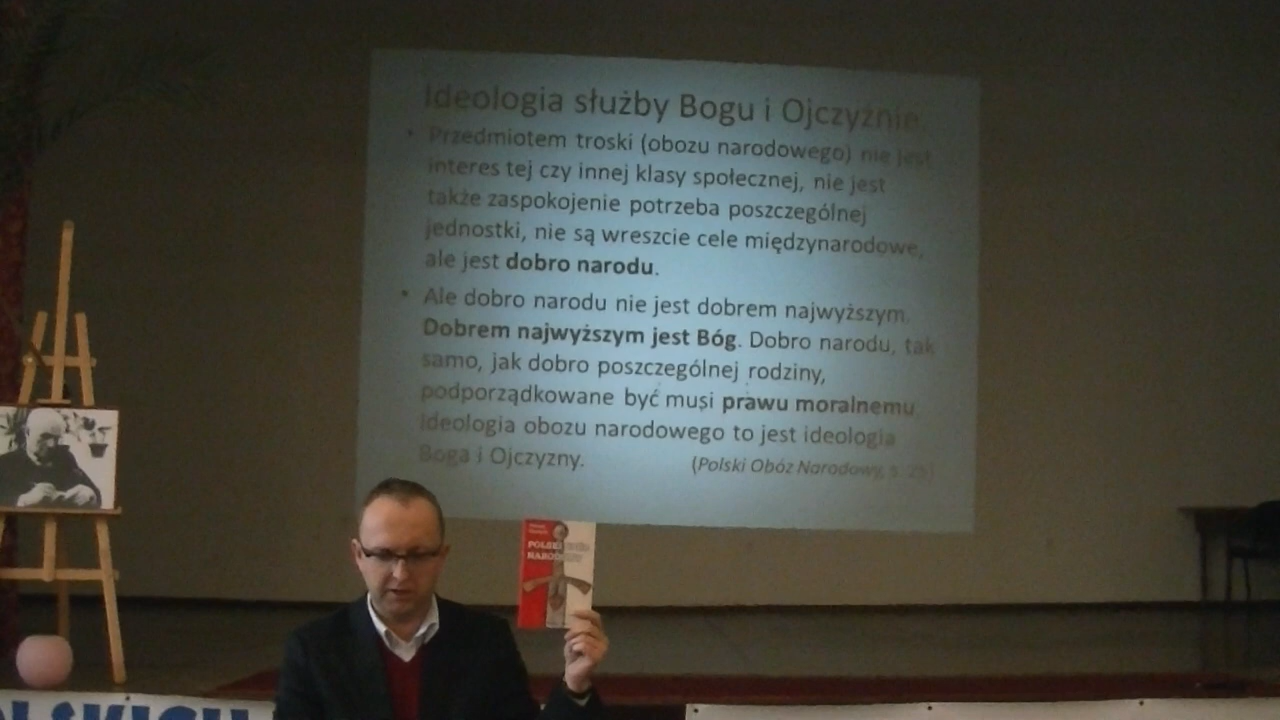 Ideologia służby Bogu i Ojczyźnie
• Przedmiotem troski (obozu narodowego) nie jest
interes tej czy innej klasy społecznej, nie jest
także zaspokojenie potrzeba poszczególnej
jednostki, nie są wreszcie cele międzynarodowe,
ale jest dobro narodu.
• Ale dobro narodu nie jest dobrem najwyższym.
Dobrem najwyższym jest Bóg. Dobro narodu, tak
samo, jak dobro poszczególnej rodziny,
podporządkowane być musi prawu moralnemu
Ideologia obozu narodowego to jest ideologia
Boga i Ojczyzny. (Polski Obóz Narodowy, s. 25)